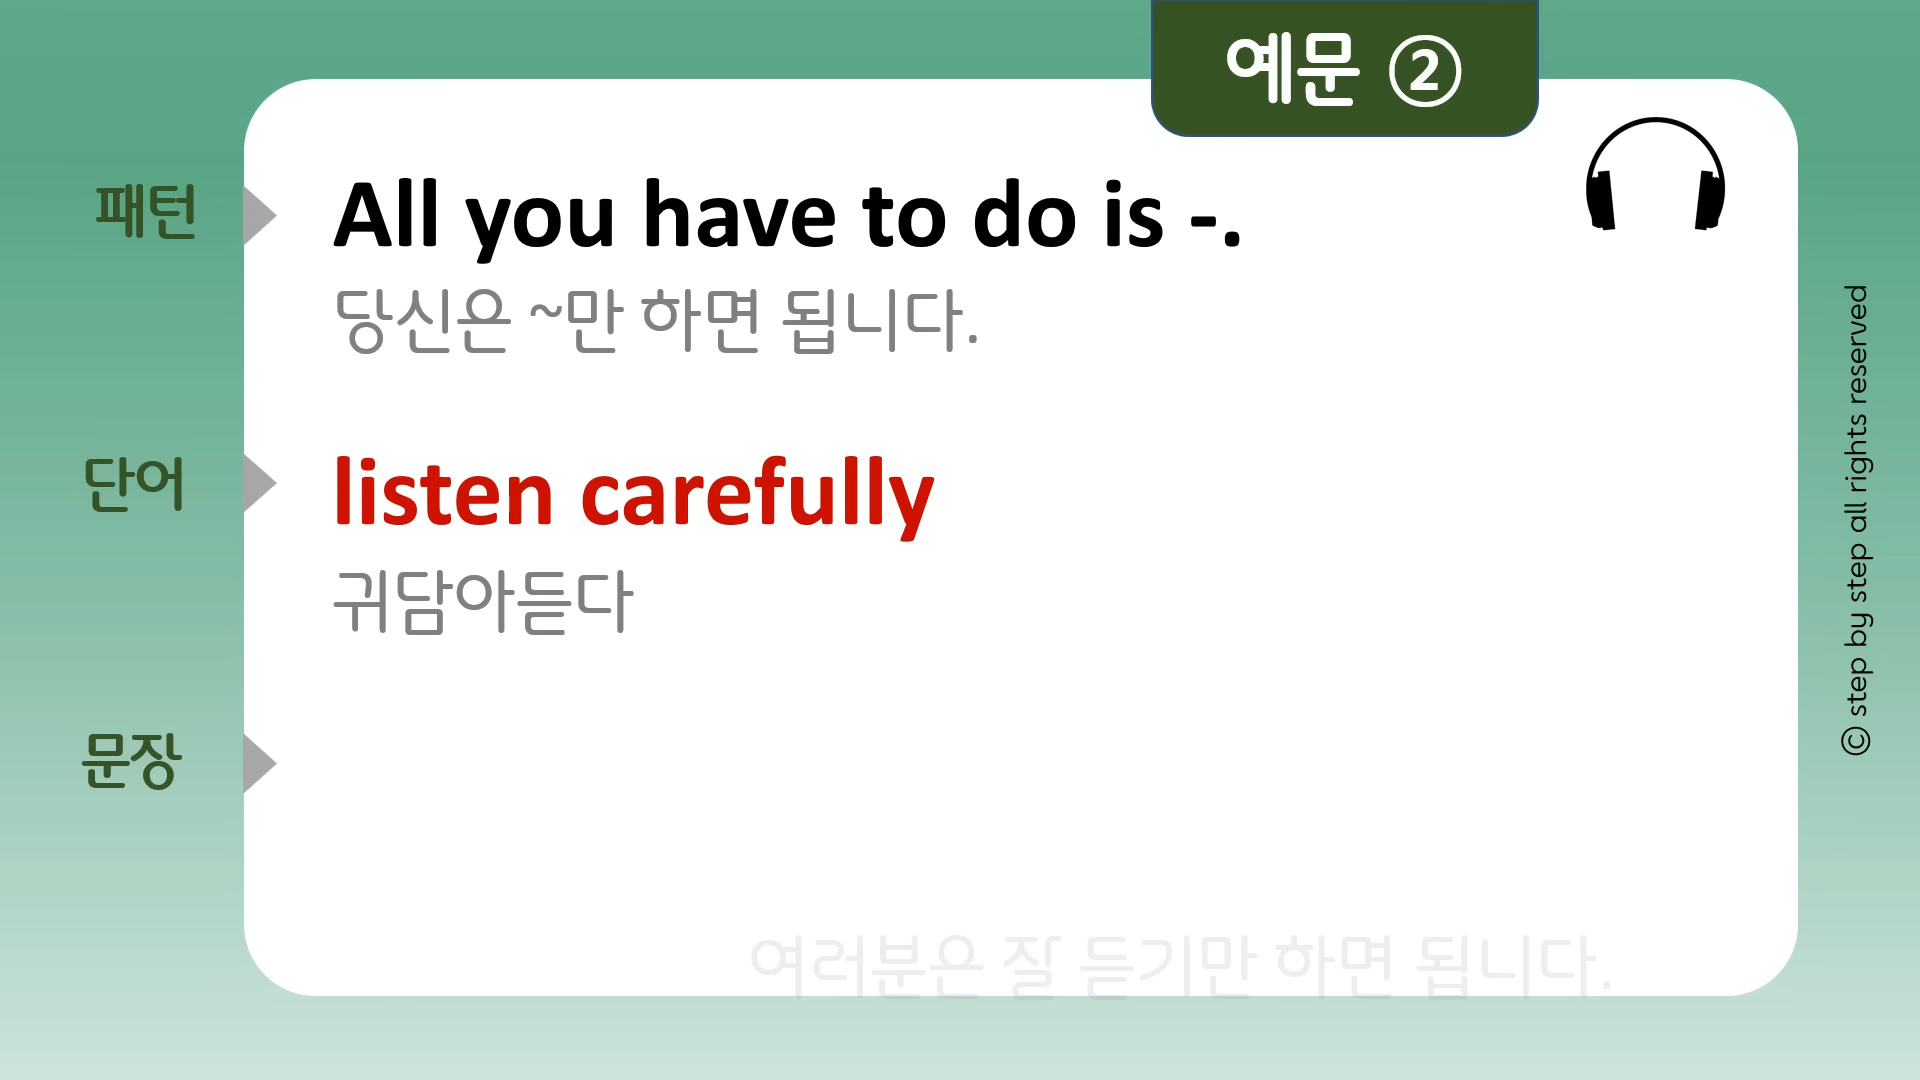 예문 ②
패턴
All you have to do is -.
당신은 ~만 하면 됩니다.
단어
listen carefully
귀담아듣다
문장
여러분은 잘 듣기만 하면 됩니다.
© step by step all rights reserved